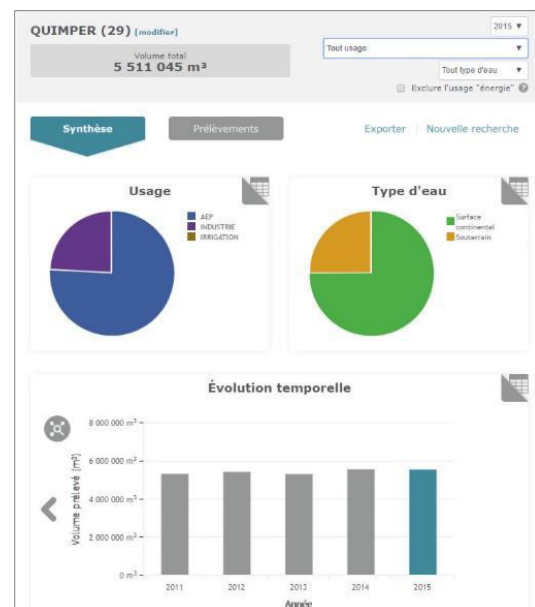 QUIMPER (29) [modifier]
2015
Volume total
5 511 045 m³
Tout usage
Tout type d'eau
Exclure l'usage "énergie" ?
Synthèse
Prélèvements
Exporter
Nouvelle recherche
Usage
AEP
INDUSTRIE
IRRIGATION
Type d'eau
Surface
continental
Souterrain
Évolution temporelle
Volume prélevé (m³)
8 000 000 m³
6 000 000 m³
4 000 000 m³
2 000 000 m³
0 m³
2011 2012 2013 2014 2015
Année